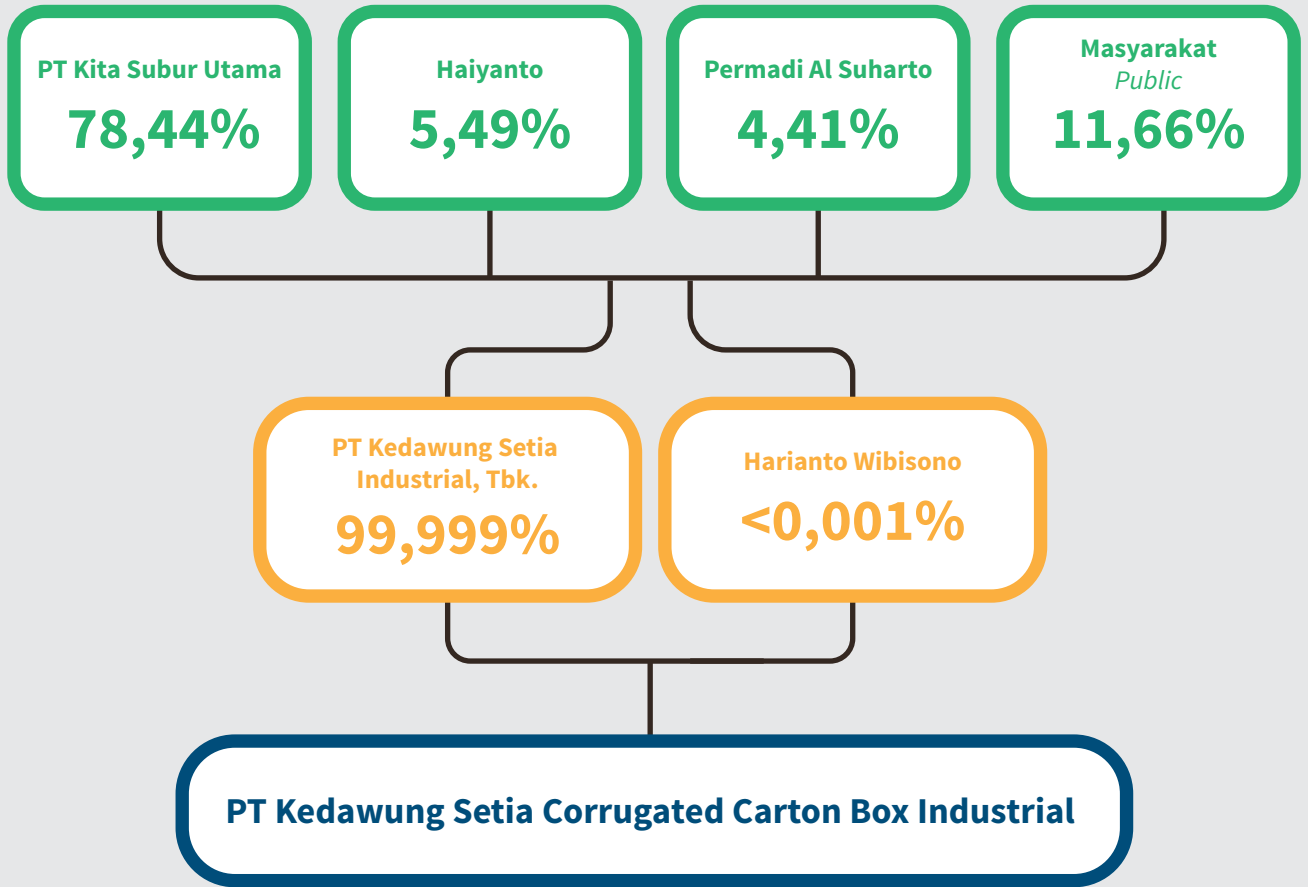 PT Kita Subur Utama
78,44%
Haiyanto
5,49%
Permadi Al Suharto
4,41%
Masyarakat
Public
11,66%
PT Kedawung Setia
Industrial, Tbk.
99,999%
Harianto Wibisono
<0,001%
PT Kedawung Setia Corrugated Carton Box Industrial